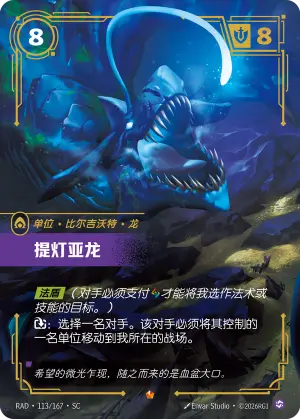 8
8
单位・比尔吉沃特・龙
提灯亚龙
法盾 (对手必须支付才能将我选作法术或
技能的目标。)
:选择一名对手。该对手必须将其控制的
一名单位移动到我所在的战场。
希望的微光乍现,随之而来的是血盆大口。
RAD • 113/167 • SC
Envar Studio • ©2026RGI